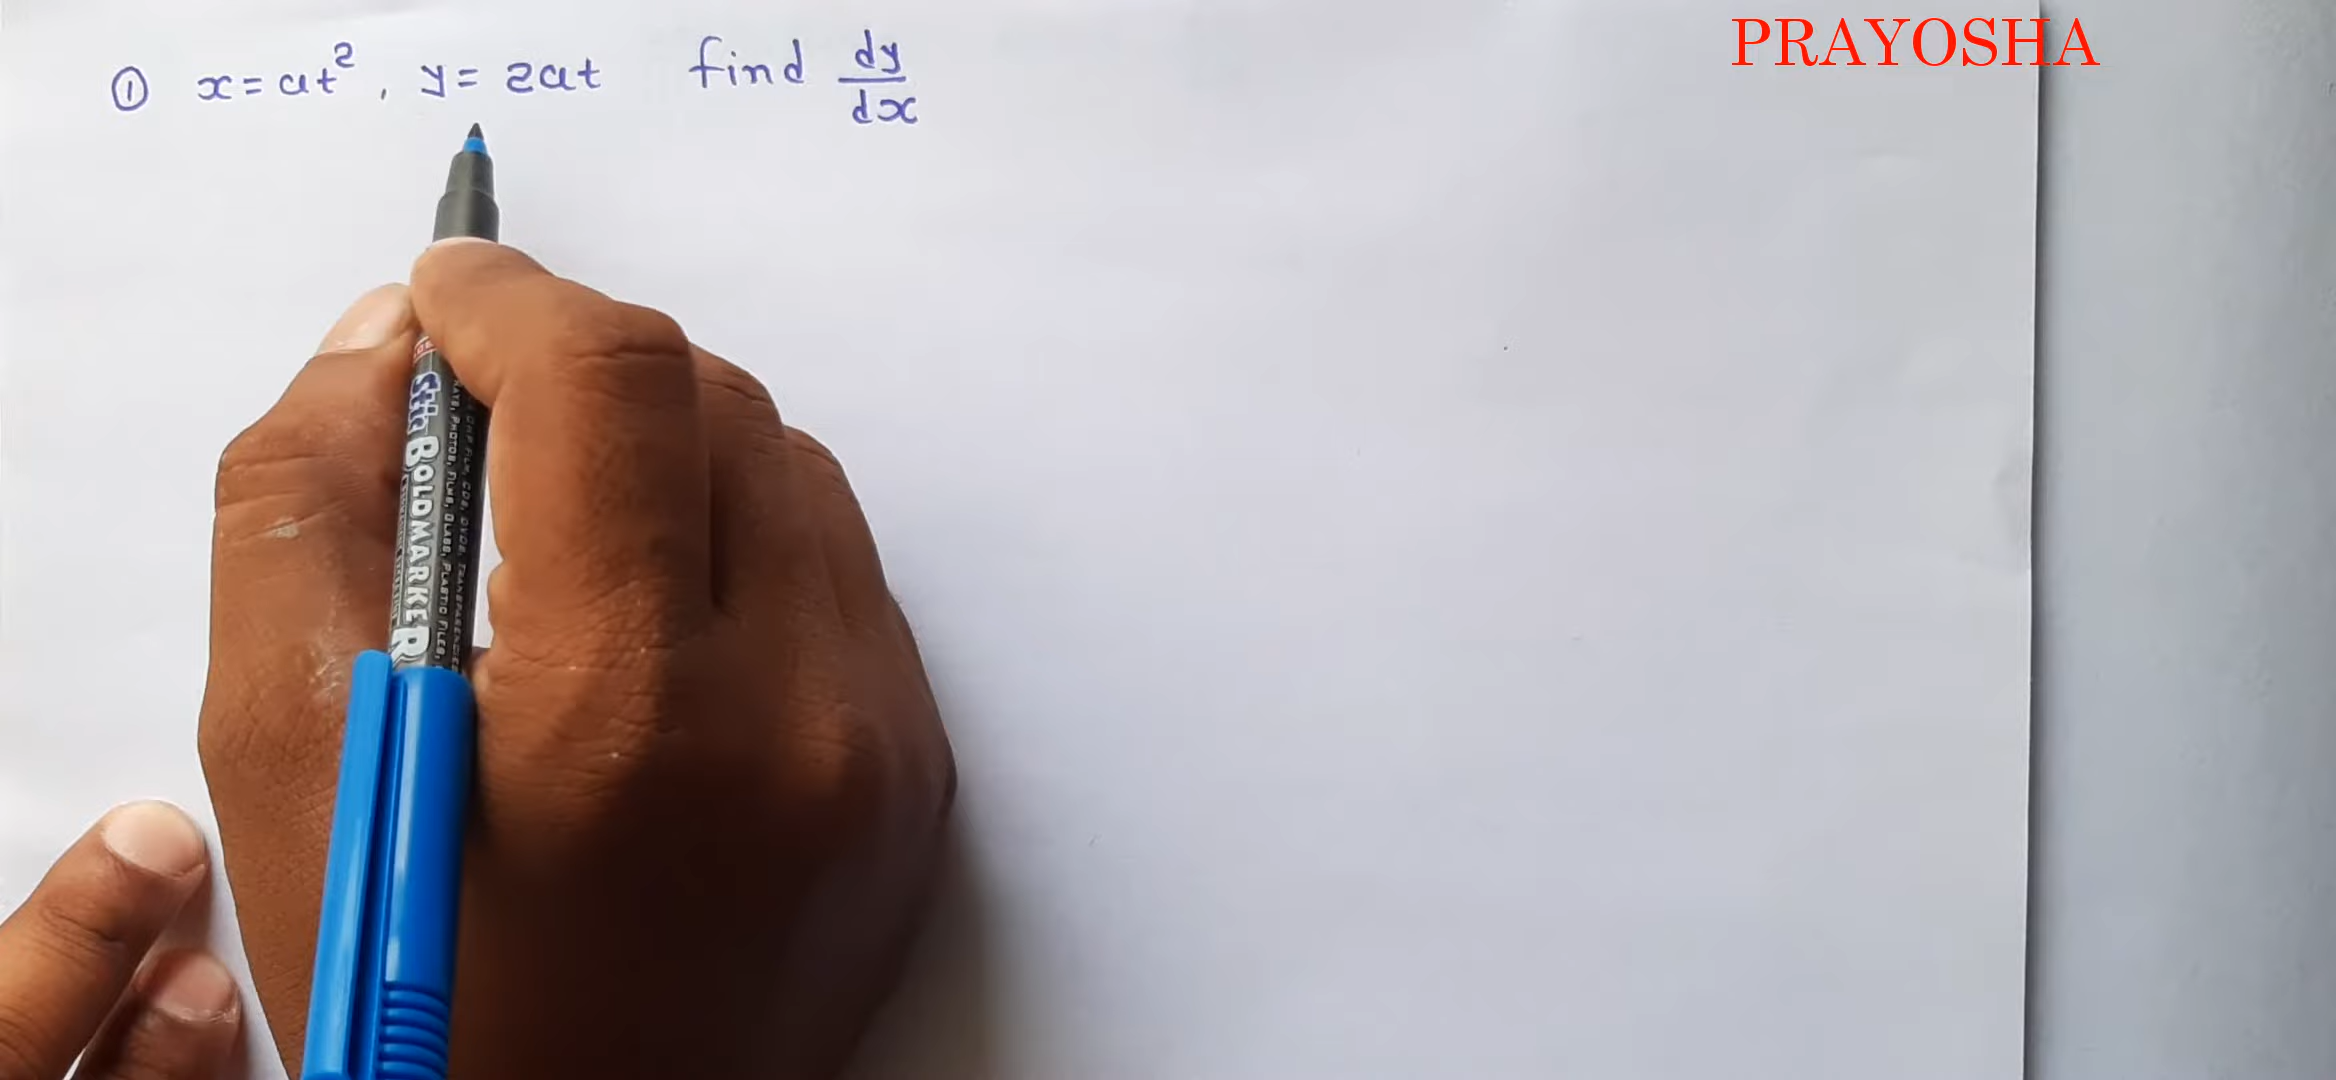 PRAYOSHA
① x = at², y = 2at find dy/dx
Stic BOLDMARKER